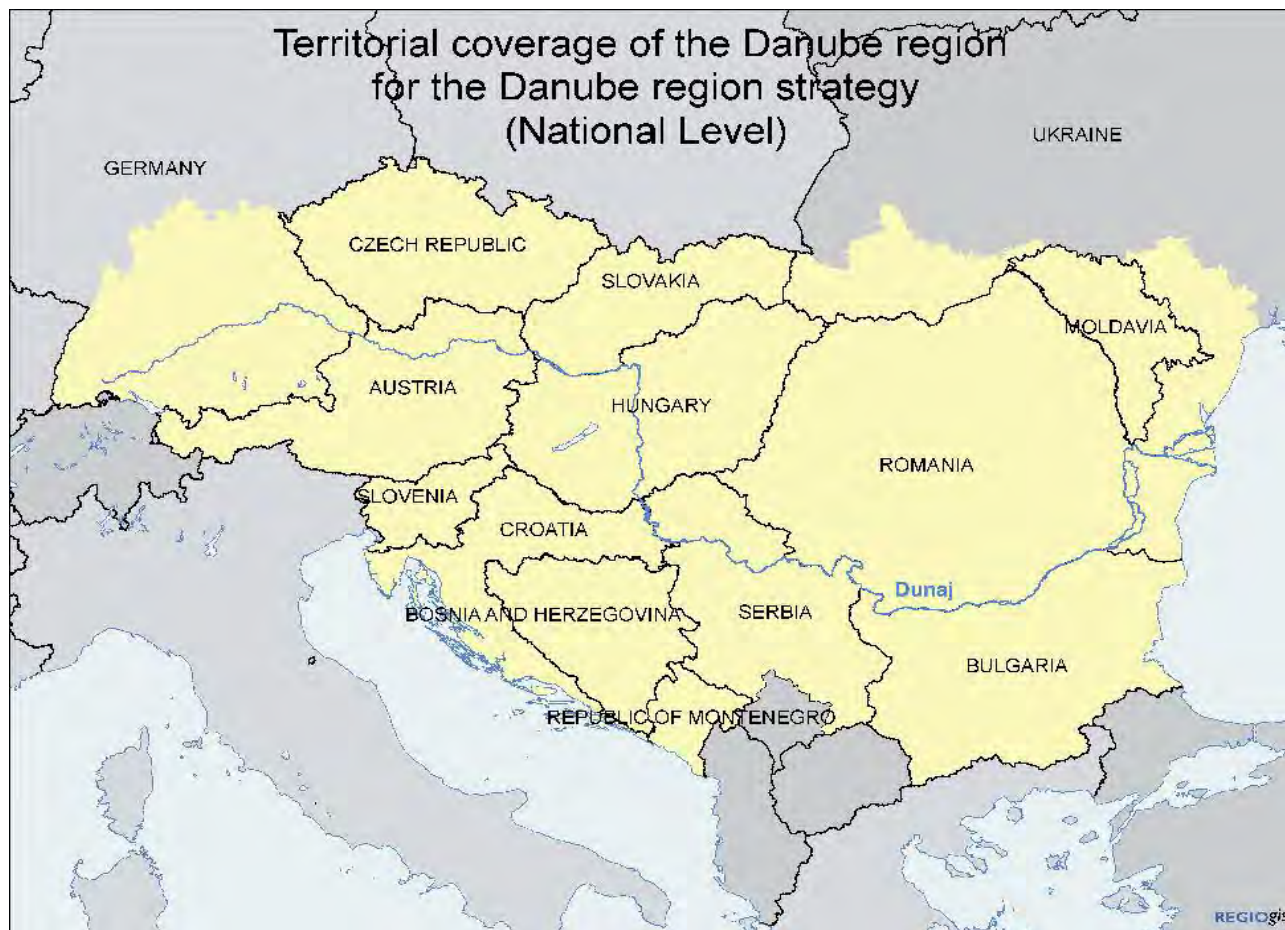 Territorial coverage of the Danube region
for the Danube region strategy
(National Level)
UKRAINE
GERMANY
CZECH REPUBLIC
SLOVAKIA
MOLDAVIA
AUSTRIA
HUNGARY
ROMANIA
SLOVENIA
CROATIA
Dunaj
BOSNIA AND HERZEGOVINA
SERBIA
BULGARIA
REPUBLIC OF MONTENEGRO
REGIOgis